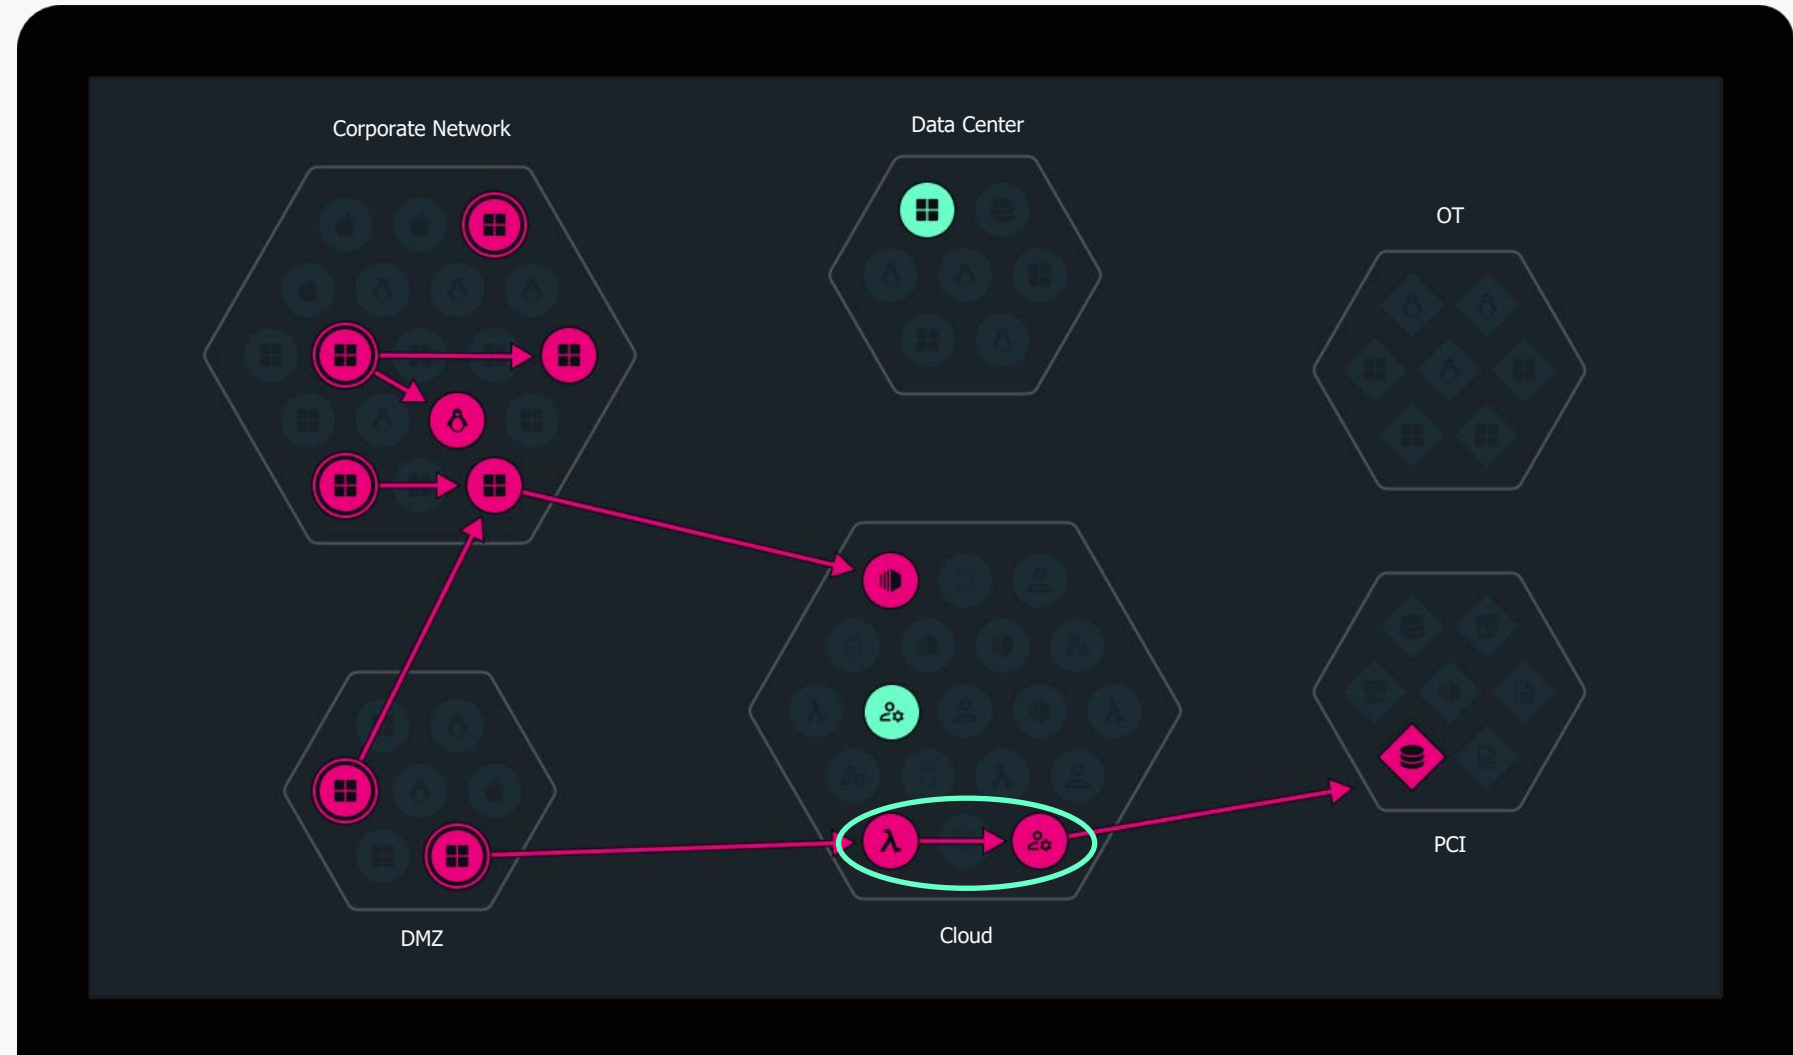 Corporate Network
Data Center
OT
λ
PCI
DMZ
Cloud